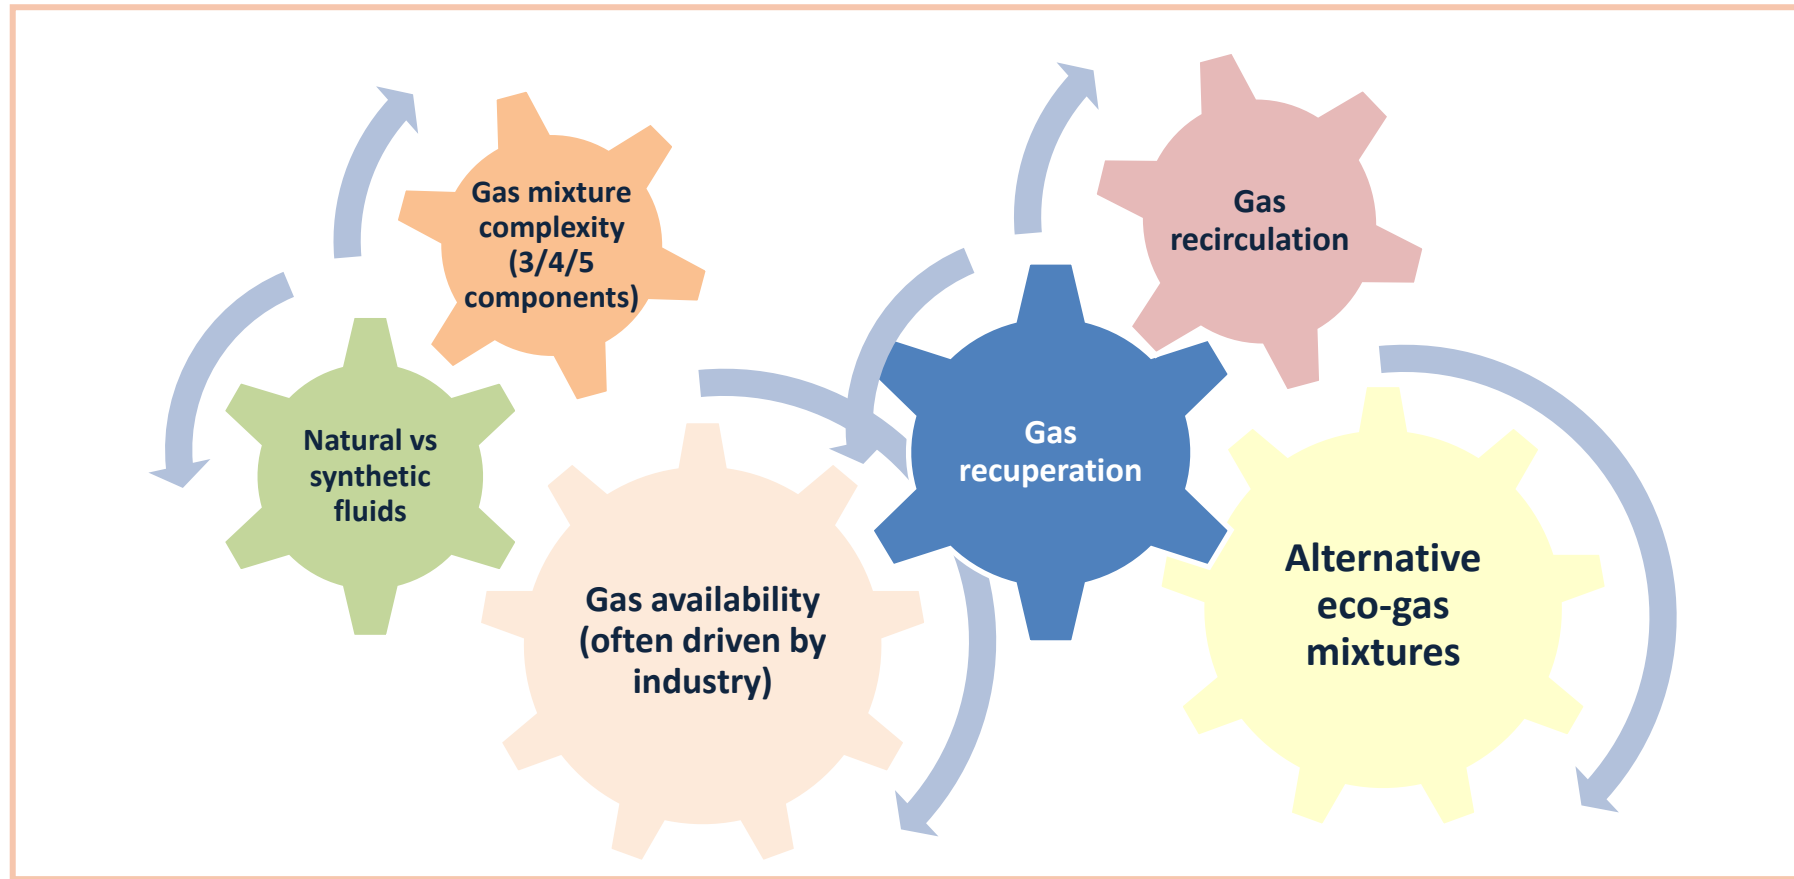 Gas mixture
complexity
(3/4/5
components)
Natural vs
synthetic
fluids
Gas availability
(often driven by
industry)
Gas
recirculation
Gas
recuperation
Alternative
eco-gas
mixtures